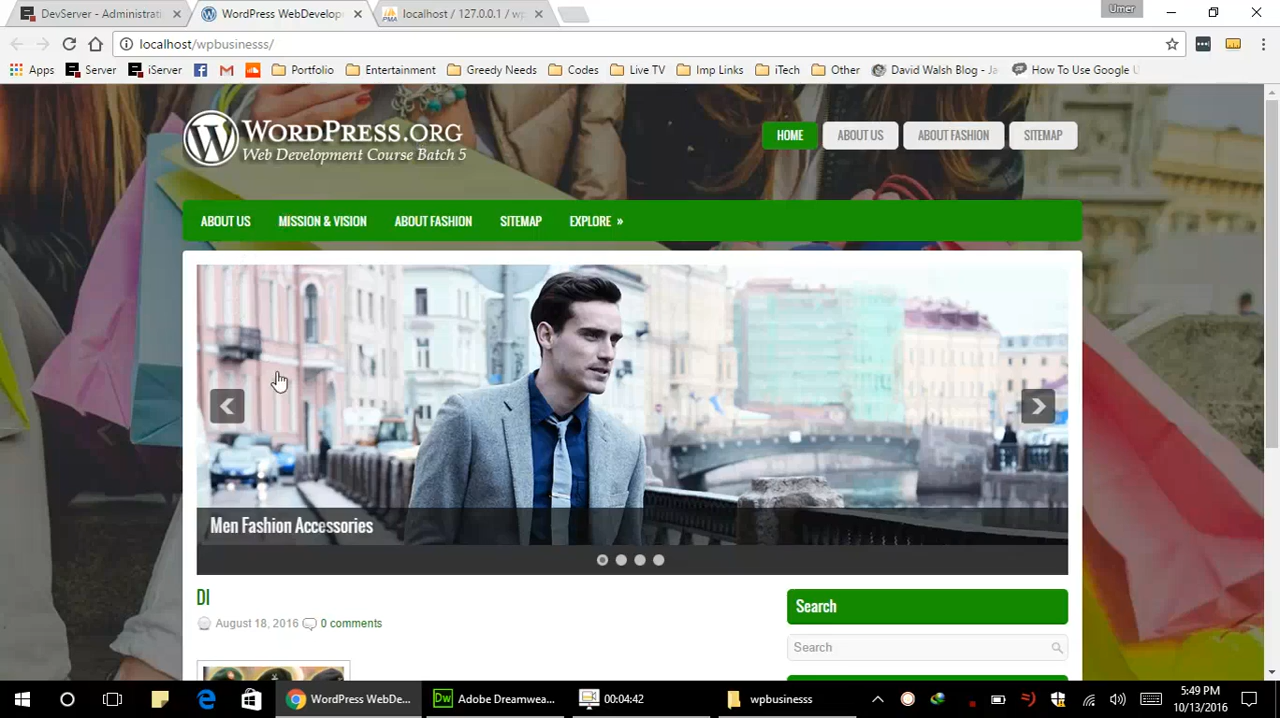 DevServer - Administrati
WordPress WebDevelop
localhost / 127.0.0.1 / wp
Umer
localhost/wpbusinesss/
Apps
Server
iServer
Portfolio
Entertainment
Greedy Needs
Codes
Live TV
Imp Links
iTech
Other
David Walsh Blog - Ja
How To Use Google U
WORDPRESS.ORG
Web Development Course Batch 5
HOME
ABOUT US
ABOUT FASHION
SITEMAP
ABOUT US
MISSION & VISION
ABOUT FASHION
SITEMAP
EXPLORE »
Men Fashion Accessories
DI
August 18, 2016
0 comments
Search
Search
WordPress WebDe...
Adobe Dreamwea...
00:04:42
wpbusinesss
5:49 PM
10/13/2016